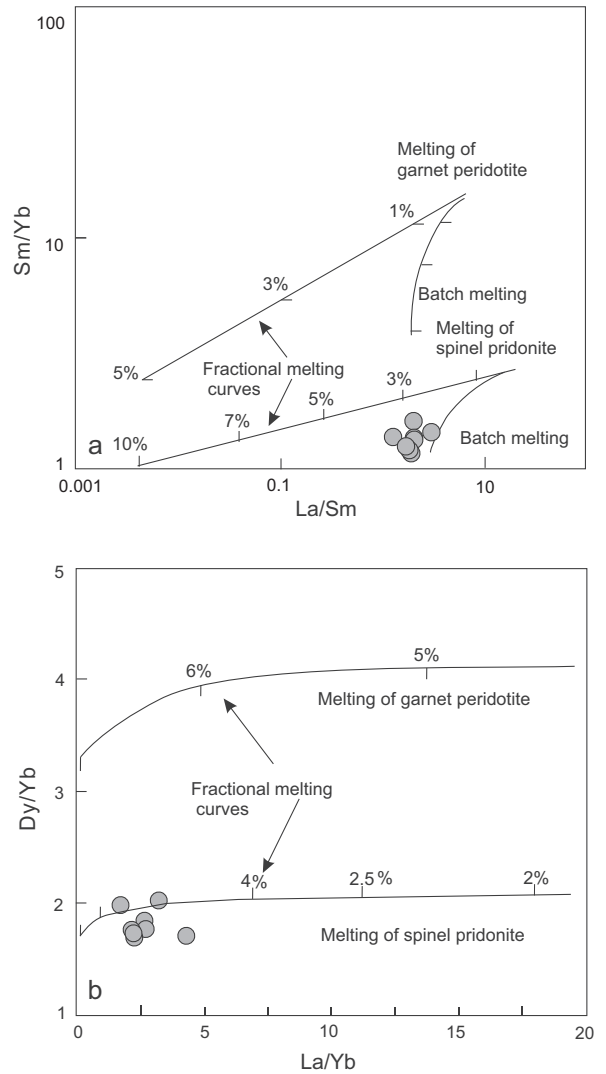 100
Sm/Yb
10
1
Melting of
garnet peridotite
1%
3%
5%
Batch melting
Melting of
spinel pridonite
Fractional melting
curves
3%
5%
7%
10%
Batch melting
a
0.001
0.1
10
La/Sm
5
4
3
2
1
Dy/Yb
6%
5%
Melting of garnet peridotite
Fractional melting
curves
4%
2.5 %
2%
Melting of spinel pridonite
b
0
5
10
15
20
La/Yb